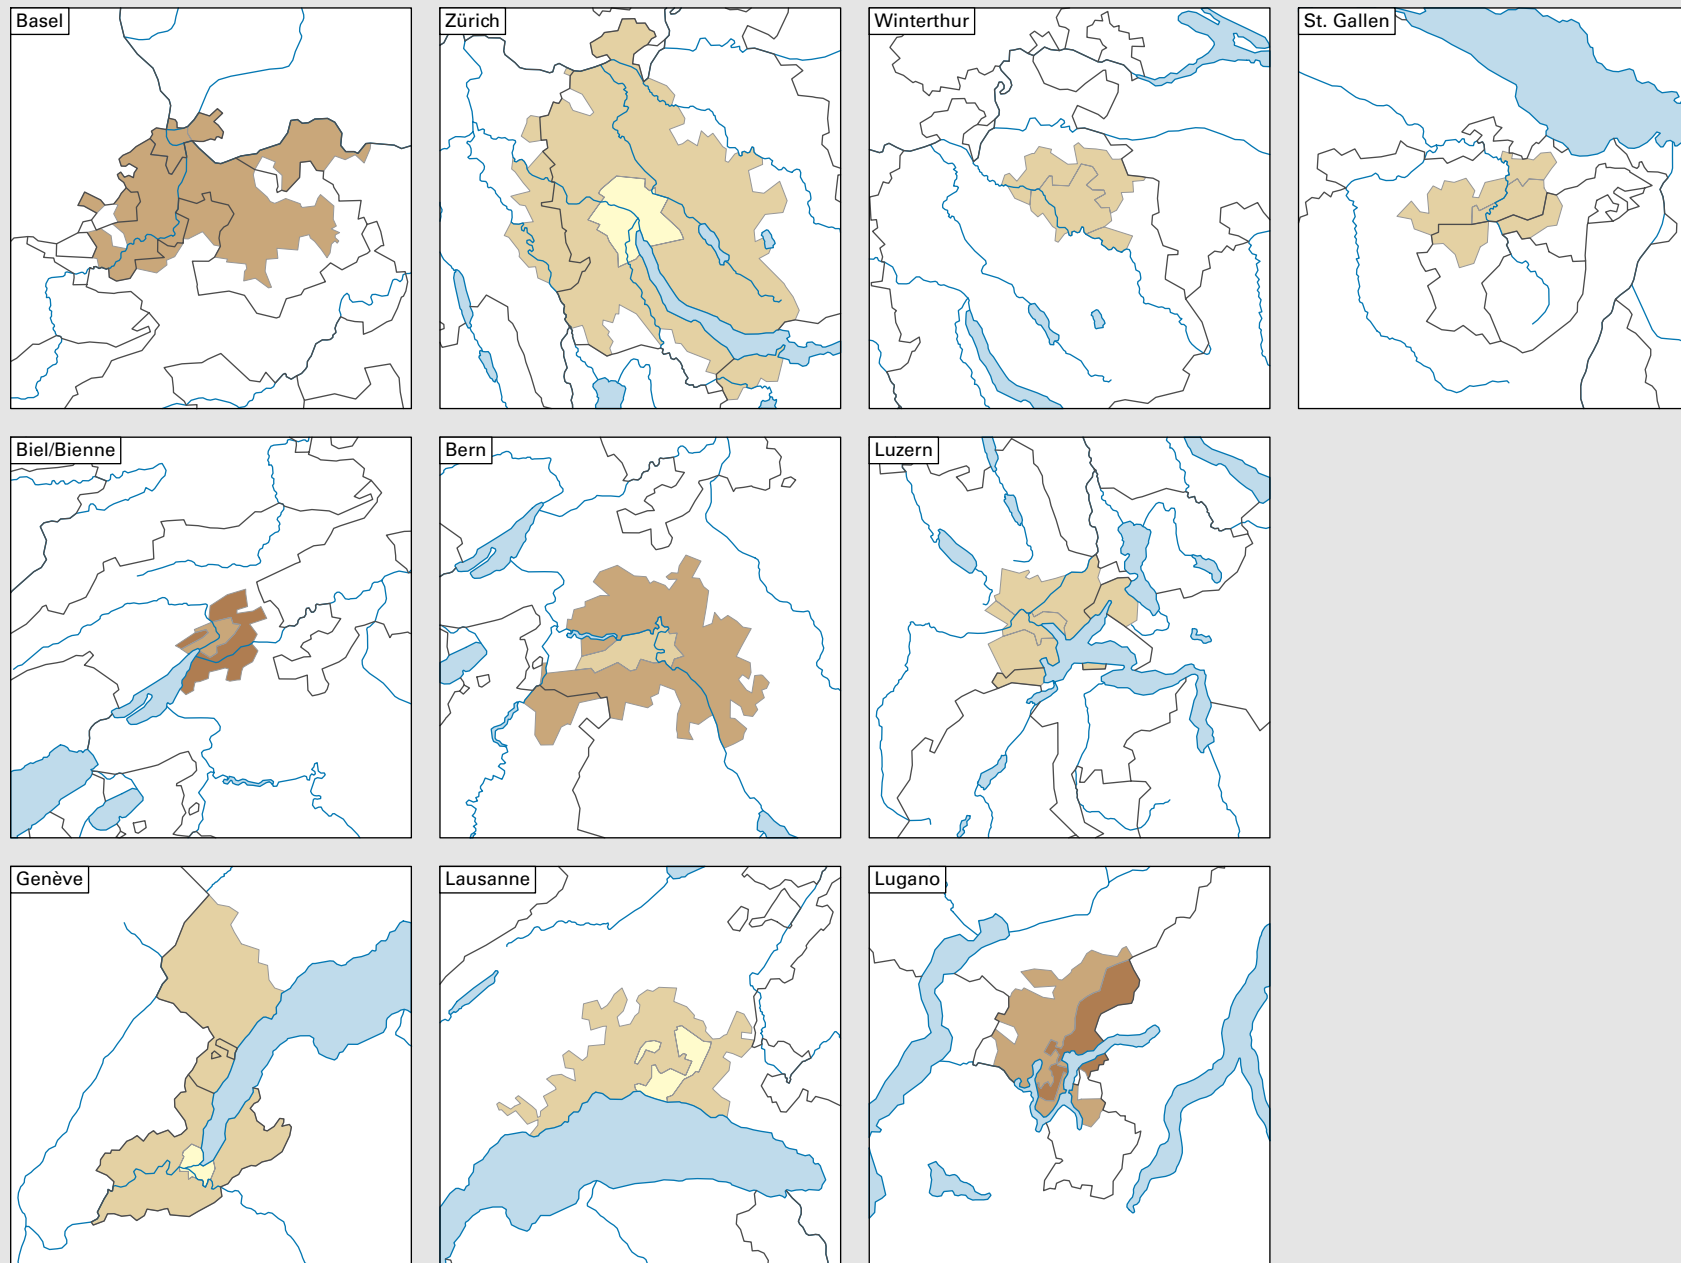 Basel
Zürich
Winterthur
St. Gallen
Biel/Bienne
Bern
Luzern
Genève
Lausanne
Lugano